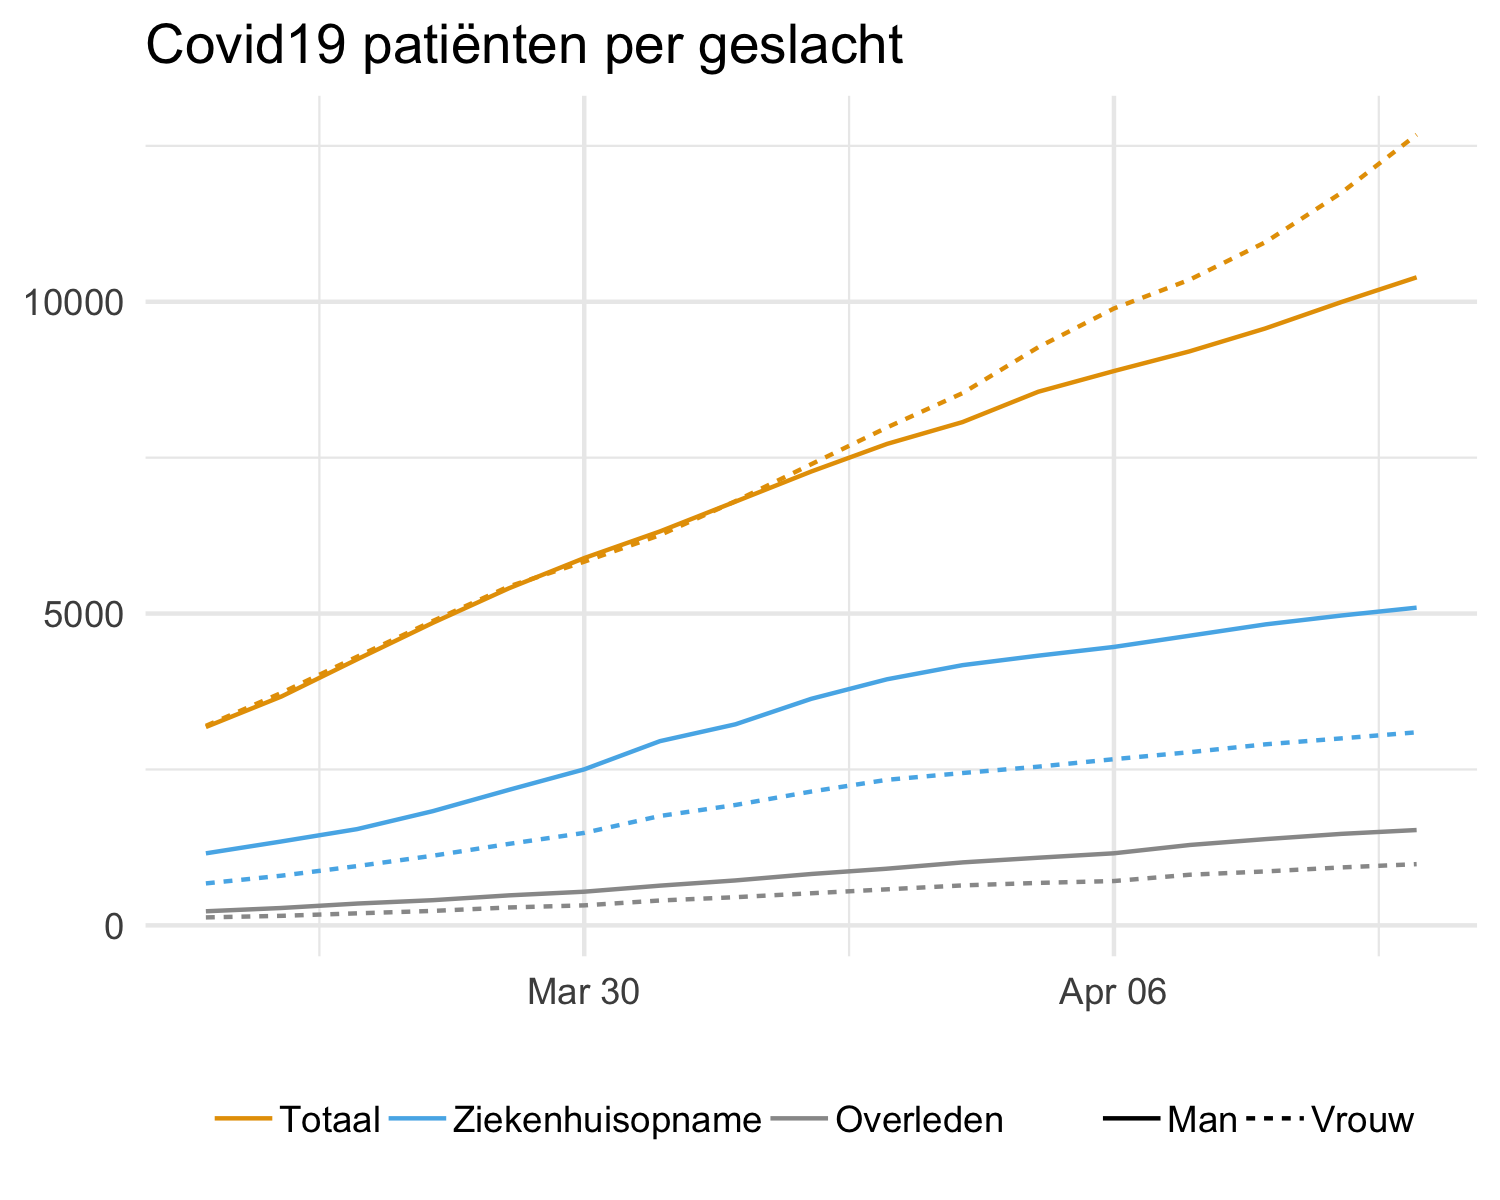 Covid19 patiënten per geslacht
10000
5000
0
Mar 30 Apr 06
Totaal Ziekenhuisopname Overleden Man Vrouw